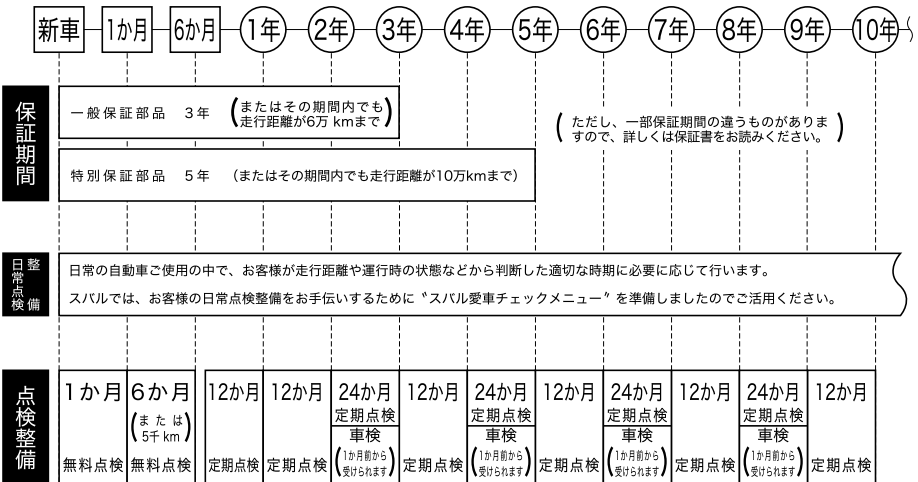 新車 1か月 6か月 1年 2年 3年 4年 5年 6年 7年 8年 9年 10年
保証期間
一般保証部品 3年 (またはその期間内でも
走行距離が6万kmまで)
(ただし、一部保証期間の違うものがありま
すので、詳しくは保証書をお読みください。)
特別保証部品 5年 (またはその期間内でも走行距離が10万kmまで)
日常点検
整備
日常の自動車ご使用の中で、お客様が走行距離や運行時の状態などから判断した適切な時期に必要に応じて行います。
スバルでは、お客様の日常点検整備をお手伝いするために〝スバル愛車チェックメニュー〞を準備しましたのでご活用ください。
点検整備
1か月
無料点検
6か月
(または
5千km)
無料点検
12か月
定期点検
12か月
定期点検
24か月
定期点検
車検
(1か月前から
受けられます)
12か月
定期点検
24か月
定期点検
車検
(1か月前から
受けられます)
12か月
定期点検
24か月
定期点検
車検
(1か月前から
受けられます)
12か月
定期点検
24か月
定期点検
車検
(1か月前から
受けられます)
12か月
定期点検